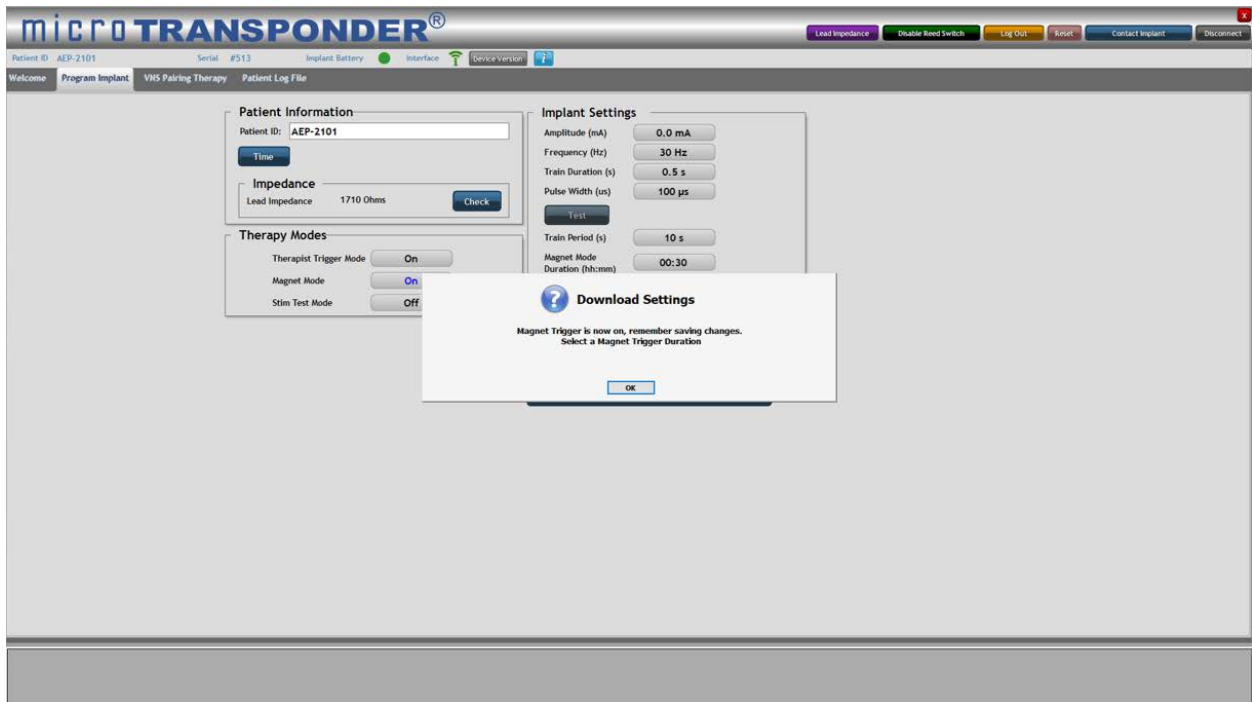 microTRANSPONDER®
X
Lead Impedance Disable Reed Switch Log Out Reset Contact Implant Disconnect
Patient ID AEP-2101 Serial #513 Implant Battery Interface Device Version
Welcome Program Implant VNS Pairing Therapy Patient Log File
Patient Information
Patient ID: AEP-2101
Time
Impedance
Lead Impedance 1710 Ohms Check
Therapy Modes
Therapist Trigger Mode On
Magnet Mode On
Stim Test Mode Off
Implant Settings
Amplitude (mA) 0.0 mA
Frequency (Hz) 30 Hz
Train Duration (s) 0.5 s
Pulse Width (us) 100 µs
Test
Train Period (s) 10 s
Magnet Mode
Duration (hh:mm) 00:30
? Download Settings
Magnet Trigger is now on, remember saving changes.
Select a Magnet Trigger Duration
OK